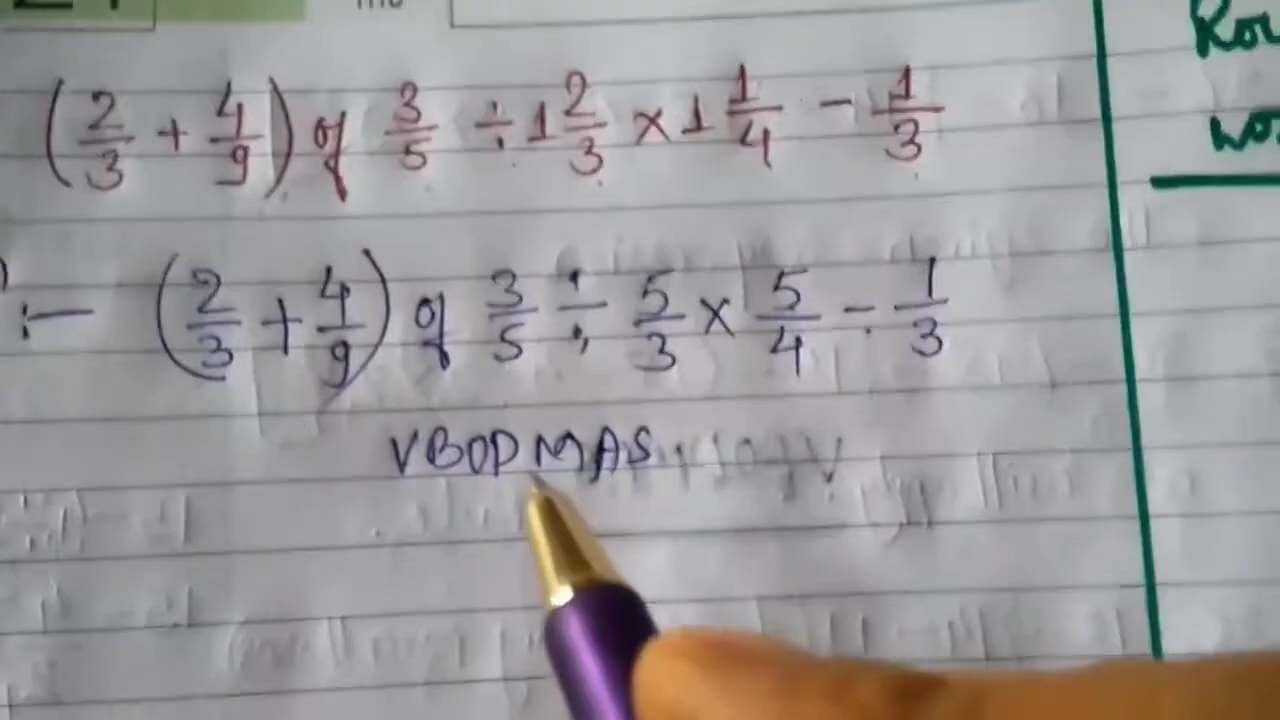 (2/3 + 4/9) of 3/5 ÷ 1 2/3 × 1 1/4 - 1/3
:- (2/3 + 4/9) of 3/5 ÷ 5/3 × 5/4 - 1/3
VBODMAS